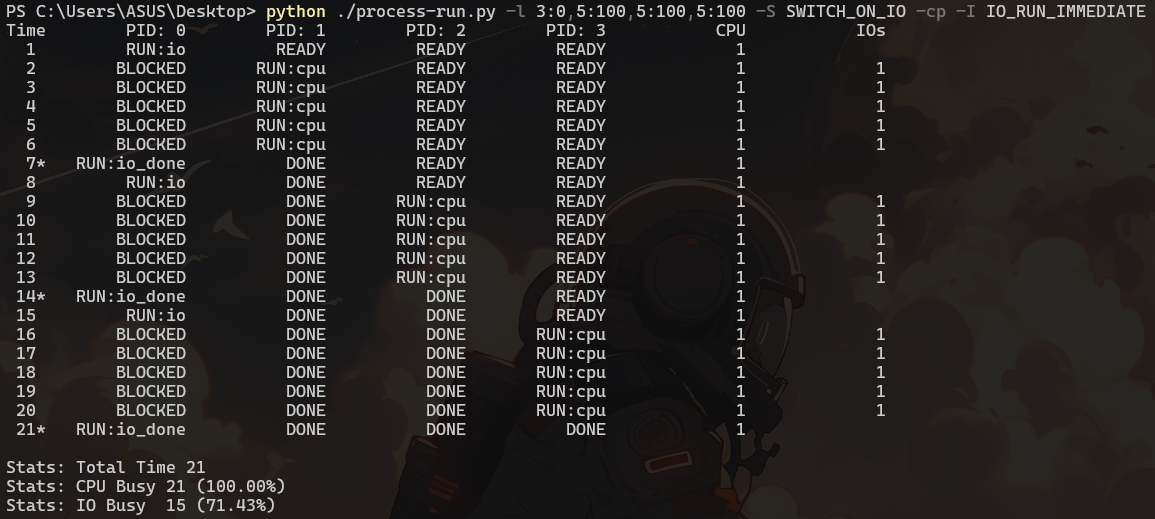 PS C:\Users\ASUS\Desktop> python ./process-run.py -l 3:0,5:100,5:100,5:100 -S SWITCH_ON_IO -cp -I IO_RUN_IMMEDIATE
Time        PID: 0        PID: 1        PID: 2        PID: 3           CPU           IOs
  1         RUN:io         READY         READY         READY             1
  2        BLOCKED       RUN:cpu         READY         READY             1             1
  3        BLOCKED       RUN:cpu         READY         READY             1             1
  4        BLOCKED       RUN:cpu         READY         READY             1             1
  5        BLOCKED       RUN:cpu         READY         READY             1             1
  6        BLOCKED       RUN:cpu         READY         READY             1             1
  7*   RUN:io_done          DONE         READY         READY             1
  8         RUN:io          DONE         READY         READY             1
  9        BLOCKED          DONE       RUN:cpu         READY             1             1
 10        BLOCKED          DONE       RUN:cpu         READY             1             1
 11        BLOCKED          DONE       RUN:cpu         READY             1             1
 12        BLOCKED          DONE       RUN:cpu         READY             1             1
 13        BLOCKED          DONE       RUN:cpu         READY             1             1
 14*   RUN:io_done          DONE          DONE         READY             1
 15         RUN:io          DONE          DONE         READY             1
 16        BLOCKED          DONE          DONE       RUN:cpu             1             1
 17        BLOCKED          DONE          DONE       RUN:cpu             1             1
 18        BLOCKED          DONE          DONE       RUN:cpu             1             1
 19        BLOCKED          DONE          DONE       RUN:cpu             1             1
 20        BLOCKED          DONE          DONE       RUN:cpu             1             1
 21*   RUN:io_done          DONE          DONE          DONE             1
Stats: Total Time 21
Stats: CPU Busy 21 (100.00%)
Stats: IO Busy  15 (71.43%)